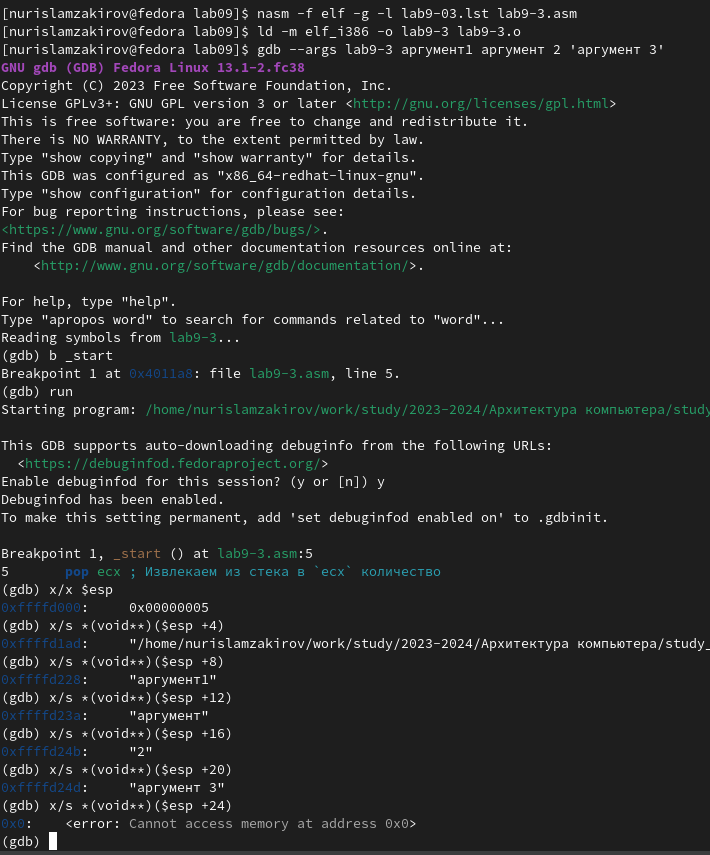 [nurislamzakirov@fedora lab09]$ nasm -f elf -g -l lab9-03.lst lab9-3.asm
[nurislamzakirov@fedora lab09]$ ld -m elf_i386 -o lab9-3 lab9-3.o
[nurislamzakirov@fedora lab09]$ gdb --args lab9-3 аргумент1 аргумент 2 'аргумент 3'
GNU gdb (GDB) Fedora Linux 13.1-2.fc38
Copyright (C) 2023 Free Software Foundation, Inc.
License GPLv3+: GNU GPL version 3 or later <http://gnu.org/licenses/gpl.html>
This is free software: you are free to change and redistribute it.
There is NO WARRANTY, to the extent permitted by law.
Type "show copying" and "show warranty" for details.
This GDB was configured as "x86_64-redhat-linux-gnu".
Type "show configuration" for configuration details.
For bug reporting instructions, please see:
<https://www.gnu.org/software/gdb/bugs/>.
Find the GDB manual and other documentation resources online at:
    <http://www.gnu.org/software/gdb/documentation/>.

For help, type "help".
Type "apropos word" to search for commands related to "word"...
Reading symbols from lab9-3...
(gdb) b _start
Breakpoint 1 at 0x4011a8: file lab9-3.asm, line 5.
(gdb) run
Starting program: /home/nurislamzakirov/work/study/2023-2024/Архитектура компьютера/study

This GDB supports auto-downloading debuginfo from the following URLs:
  <https://debuginfod.fedoraproject.org/>
Enable debuginfod for this session? (y or [n]) y
Debuginfod has been enabled.
To make this setting permanent, add 'set debuginfod enabled on' to .gdbinit.

Breakpoint 1, _start () at lab9-3.asm:5
5       pop ecx ; Извлекаем из стека в `ecx` количество
(gdb) x/x $esp
0xffffd000:     0x00000005
(gdb) x/s *(void**)($esp +4)
0xffffd1ad:     "/home/nurislamzakirov/work/study/2023-2024/Архитектура компьютера/study_
(gdb) x/s *(void**)($esp +8)
0xffffd228:     "аргумент1"
(gdb) x/s *(void**)($esp +12)
0xffffd23a:     "аргумент"
(gdb) x/s *(void**)($esp +16)
0xffffd24b:     "2"
(gdb) x/s *(void**)($esp +20)
0xffffd24d:     "аргумент 3"
(gdb) x/s *(void**)($esp +24)
0x0:    <error: Cannot access memory at address 0x0>
(gdb)